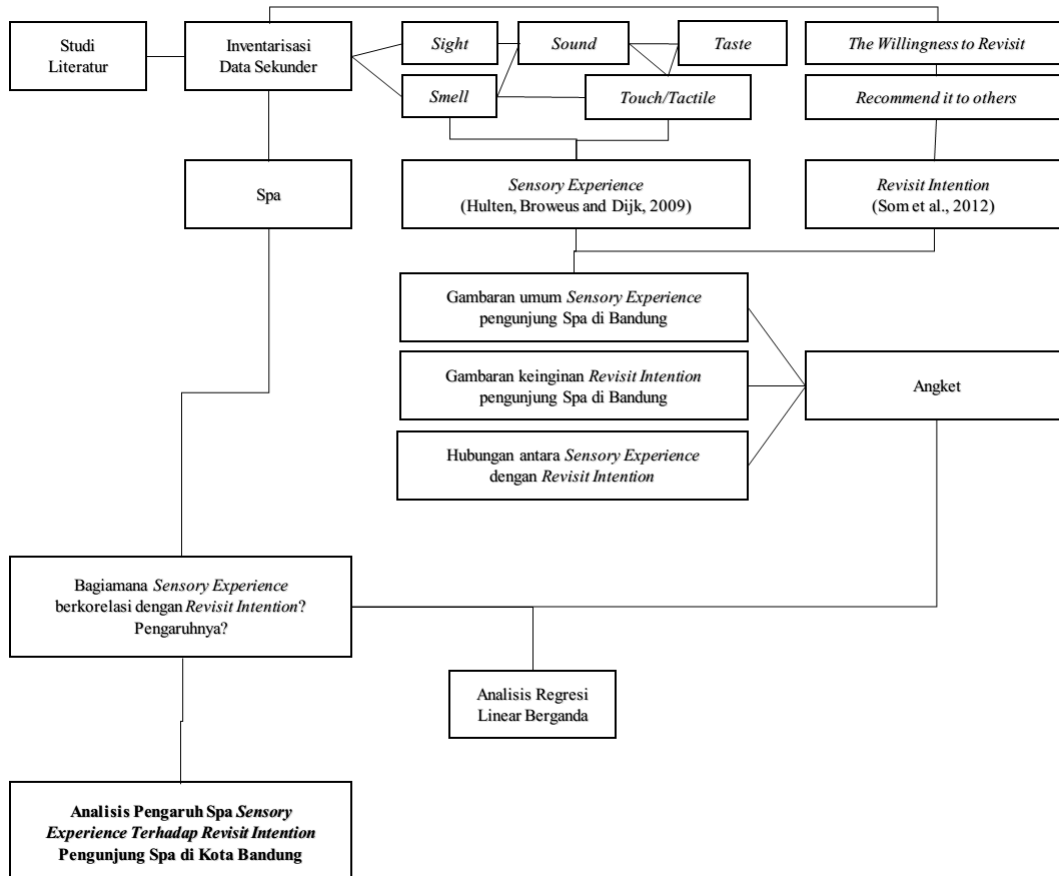 Studi
Literatur
Inventarisasi
Data Sekunder
Sight
Sound
Taste
Smell
Touch/Tactile
The Willingness to Revisit
Recommend it to others
Spa
Sensory Experience
(Hulten, Broweus and Dijk, 2009)
Revisit Intention
(Som et al., 2012)
Gambaran umum Sensory Experience
pengunjung Spa di Bandung
Gambaran keinginan Revisit Intention
pengunjung Spa di Bandung
Hubungan antara Sensory Experience
dengan Revisit Intention
Angket
Bagiamana Sensory Experience
berkorelasi dengan Revisit Intention?
Pengaruhnya?
Analisis Regresi
Linear Berganda
Analisis Pengaruh Spa Sensory
Experience Terhadap Revisit Intention
Pengunjung Spa di Kota Bandung